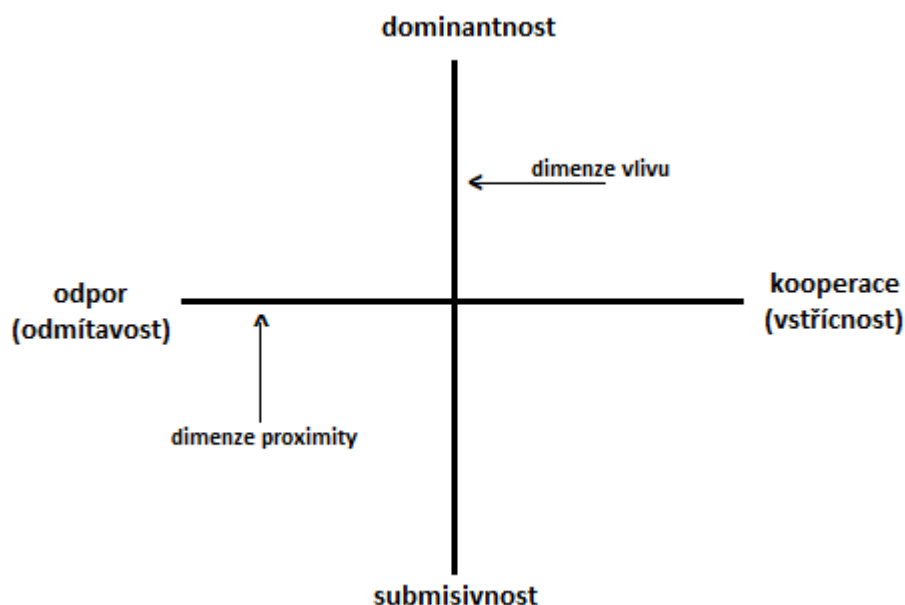 dominantnost
dimenze vlivu
odpor
(odmítavost)
kooperace
(vstřícnost)
dimenze proximity
submisivnost